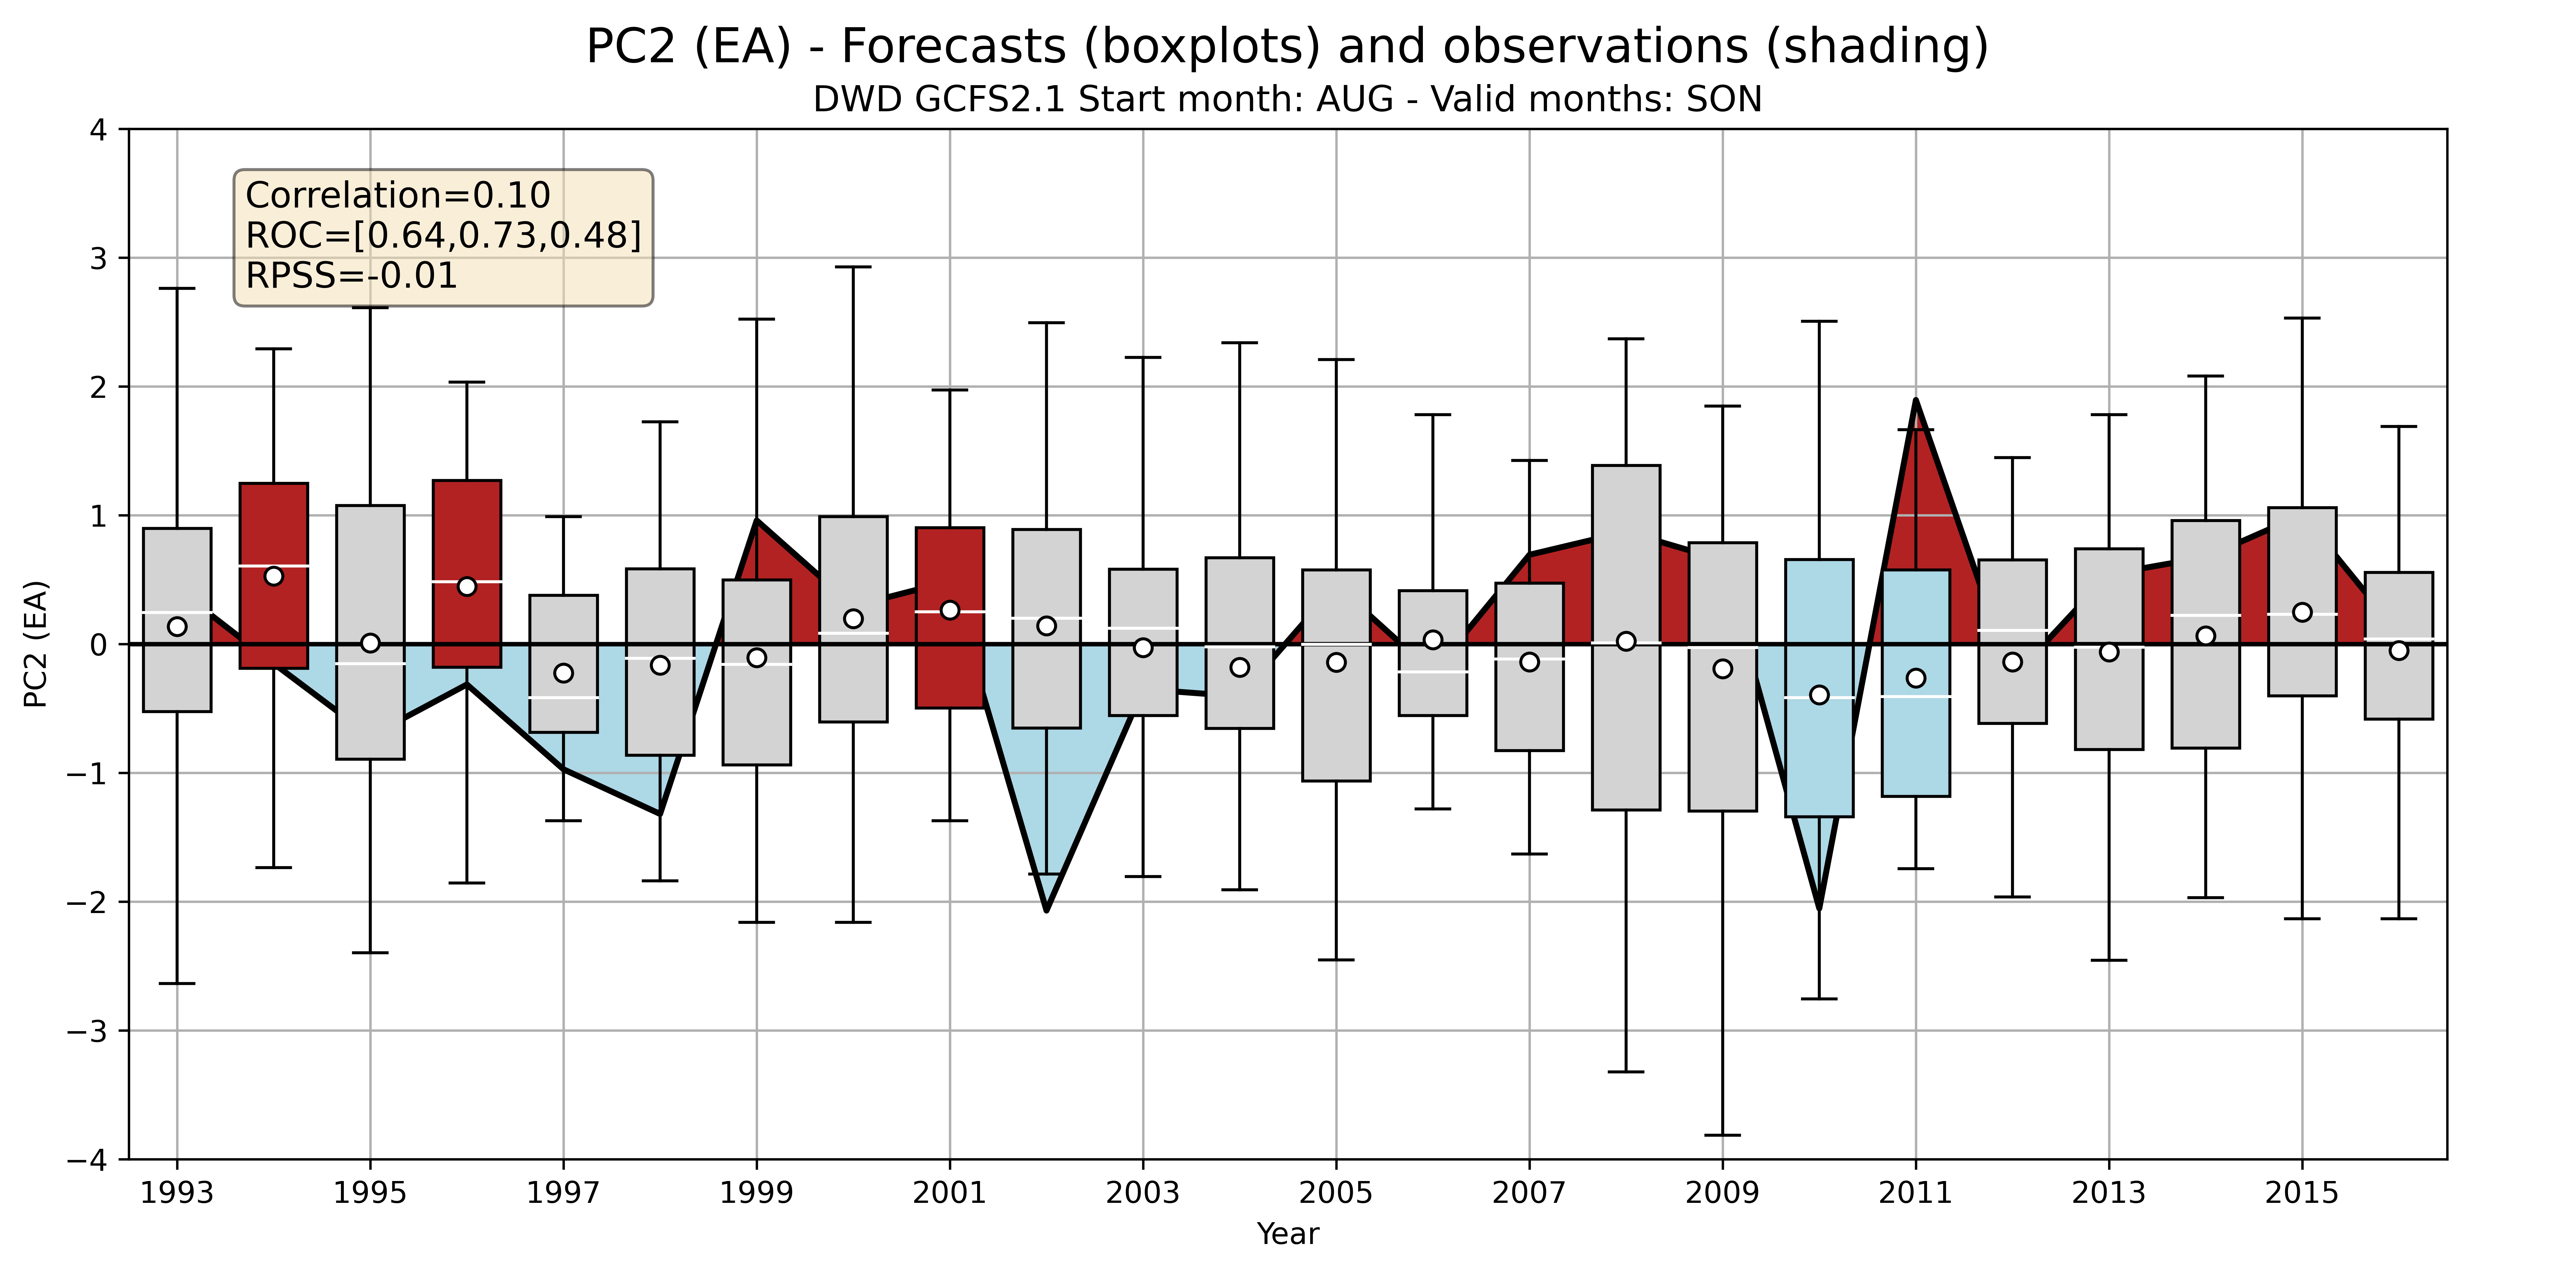 PC2 (EA) - Forecasts (boxplots) and observations (shading)
DWD GCFS2.1 Start month: AUG - Valid months: SON
Correlation=0.10
ROC=[0.64,0.73,0.48]
RPSS=-0.01
PC2 (EA)
4
3
2
1
0
−1
−2
−3
−4
1993 1995 1997 1999 2001 2003 2005 2007 2009 2011 2013 2015
Year